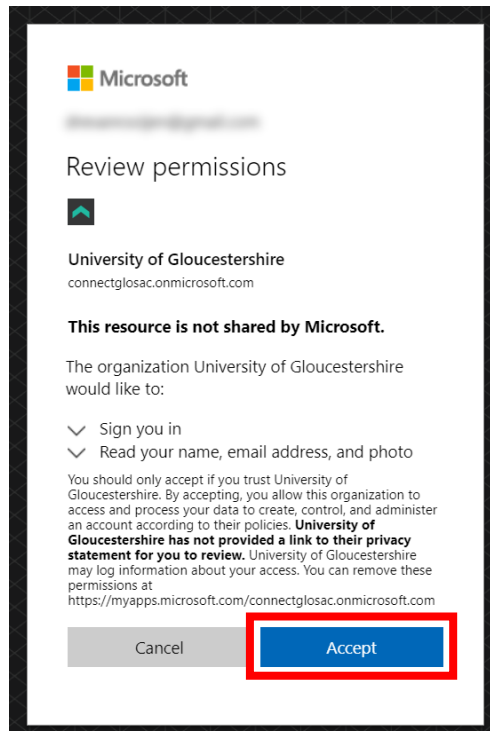 Microsoft
Review permissions
University of Gloucestershire
connectglosac.onmicrosoft.com
This resource is not shared by Microsoft.
The organization University of Gloucestershire
would like to:
Sign you in
Read your name, email address, and photo
You should only accept if you trust University of
Gloucestershire. By accepting, you allow this organization to
access and process your data to create, control, and administer
an account according to their policies. University of
Gloucestershire has not provided a link to their privacy
statement for you to review. University of Gloucestershire
may log information about your access. You can remove these
permissions at
https://myapps.microsoft.com/connectglosac.onmicrosoft.com
Cancel
Accept